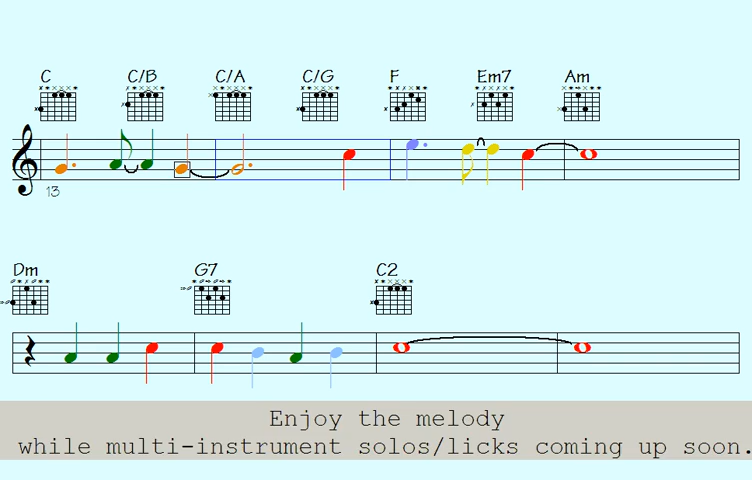 C C/B C/A C/G F Em7 Am
13
Dm G7 C2
Enjoy the melody
while multi-instrument solos/licks coming up soon.